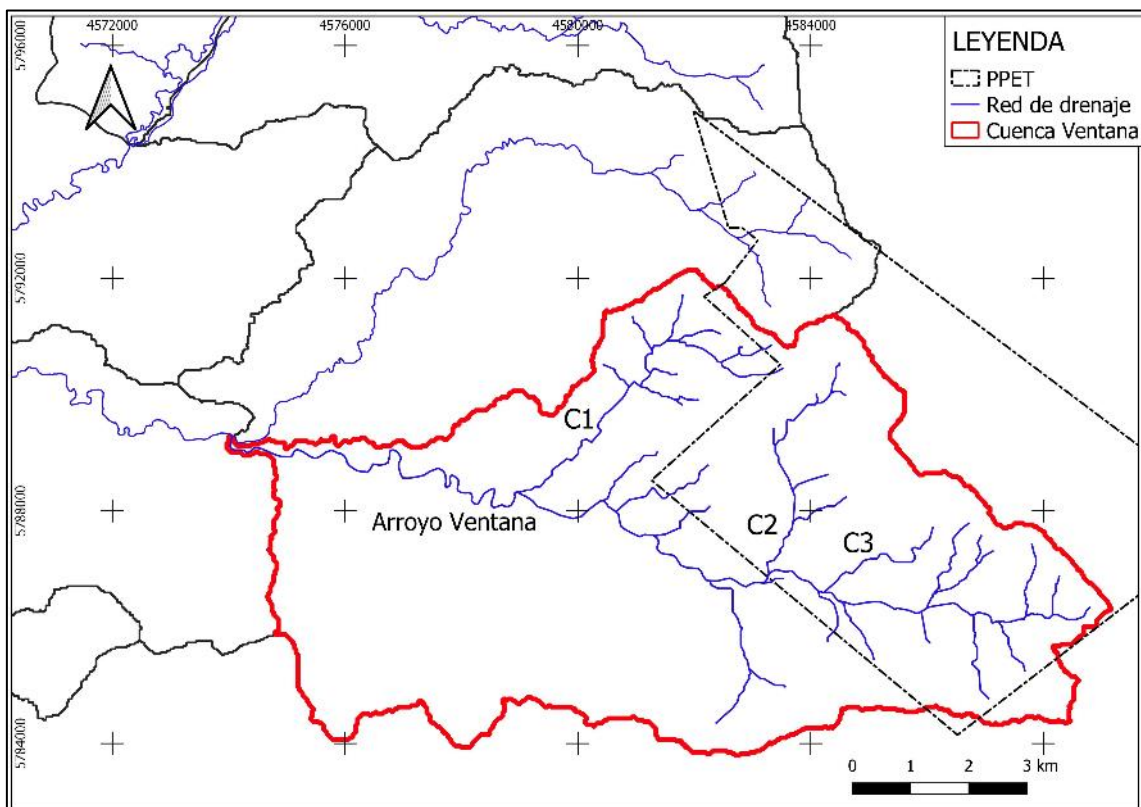 4572000
4576000
4580000
4584000
5796000
5792000
5788000
5784000
LEYENDA
PPET
Red de drenaje
Cuenca Ventana
C1
Arroyo Ventana
C2
C3
0 1 2 3 km